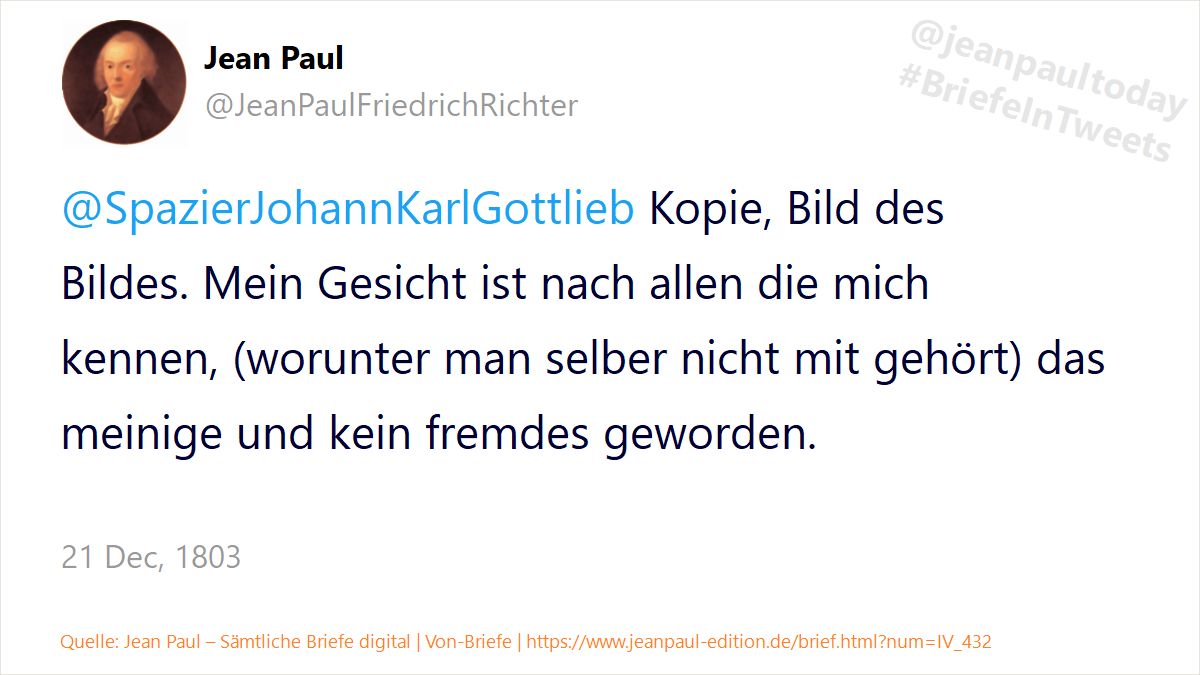 Jean Paul
@JeanPaulFriedrichRichter
@jeanpaultoday
#BriefeInTweets
@SpazierJohannKarlGottlieb Kopie, Bild des
Bildes. Mein Gesicht ist nach allen die mich
kennen, (worunter man selber nicht mit gehört) das
meinige und kein fremdes geworden.
21 Dec, 1803
Quelle: Jean Paul – Sämtliche Briefe digital | Von-Briefe | https://www.jeanpaul-edition.de/brief.html?num=IV_432